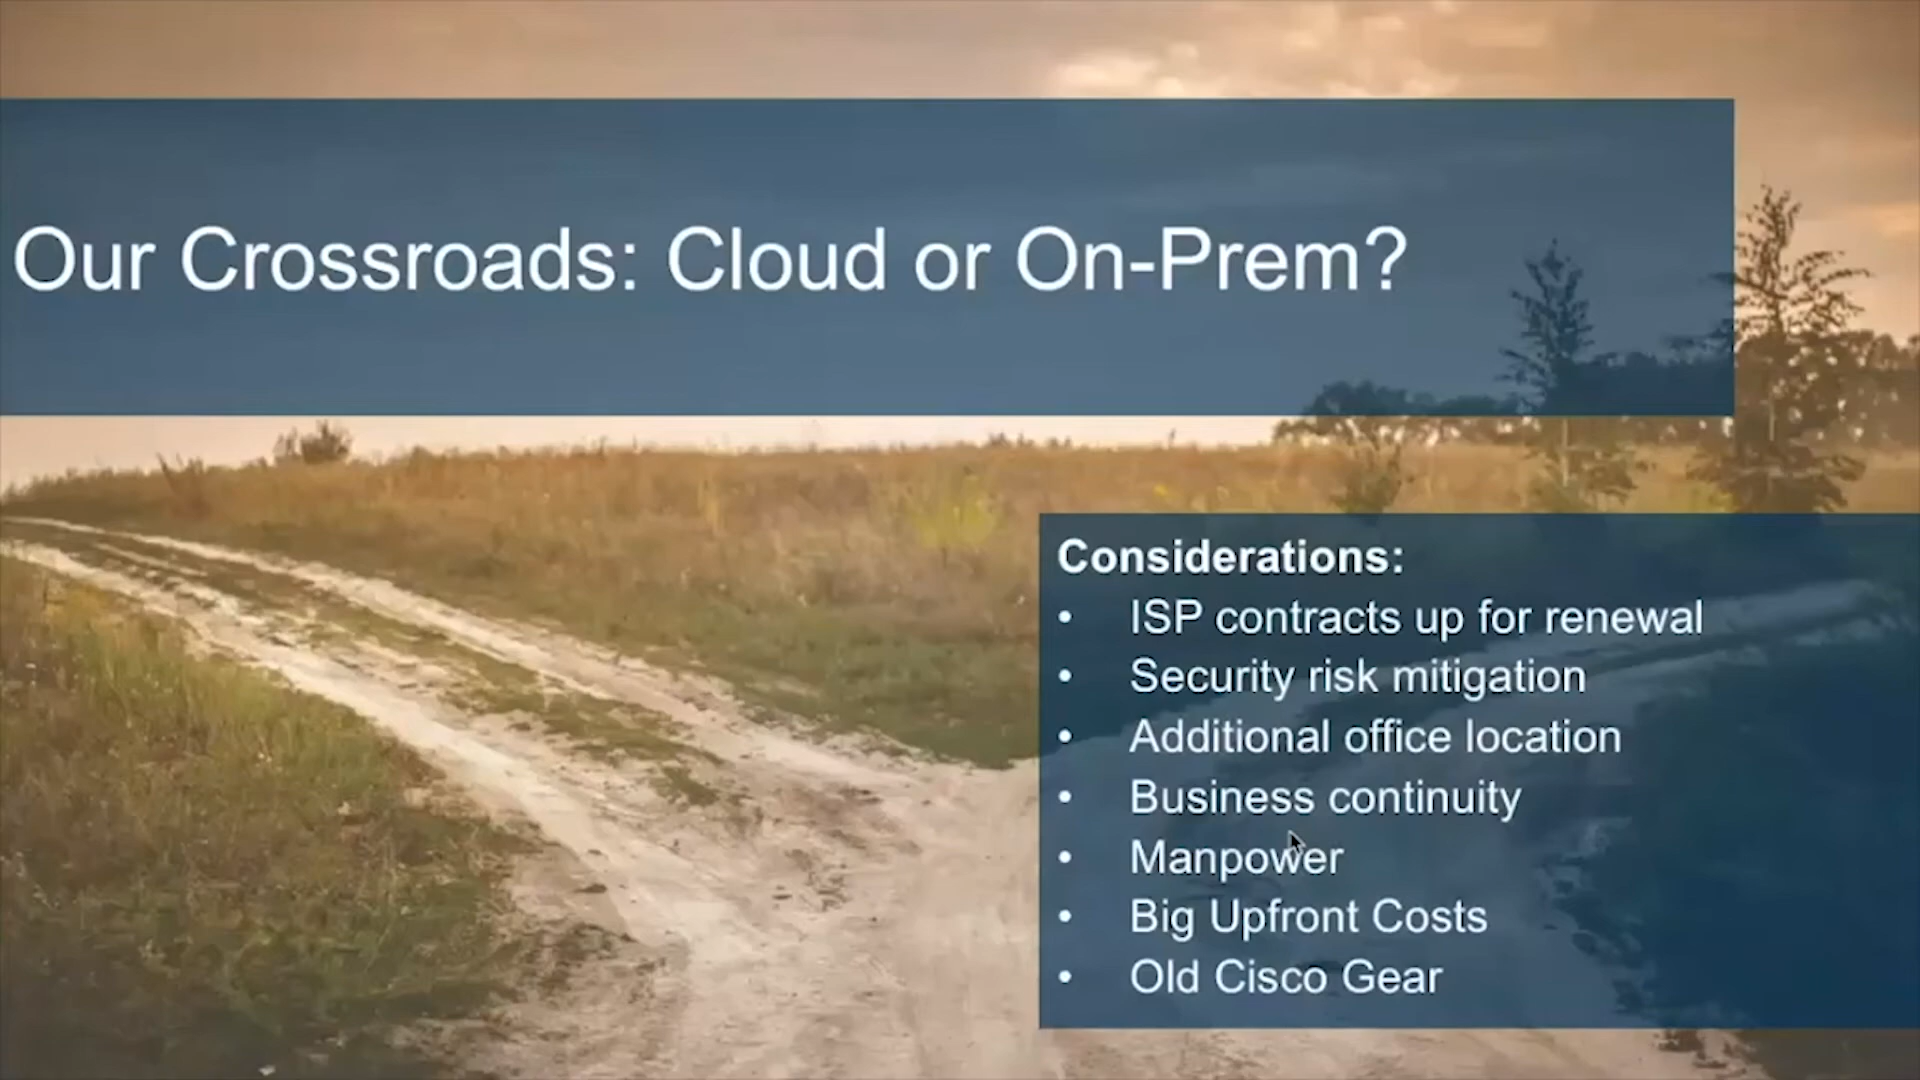 Our Crossroads: Cloud or On-Prem?
Considerations:
• ISP contracts up for renewal
• Security risk mitigation
• Additional office location
• Business continuity
• Manpower
• Big Upfront Costs
• Old Cisco Gear